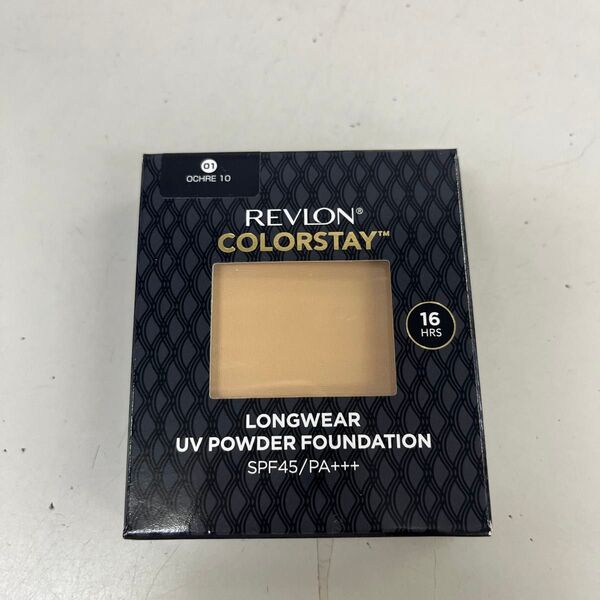 01
OCHRE 10
REVLON®
COLORSTAY™
16
HRS
LONGWEAR
UV POWDER FOUNDATION
SPF45/PA+++